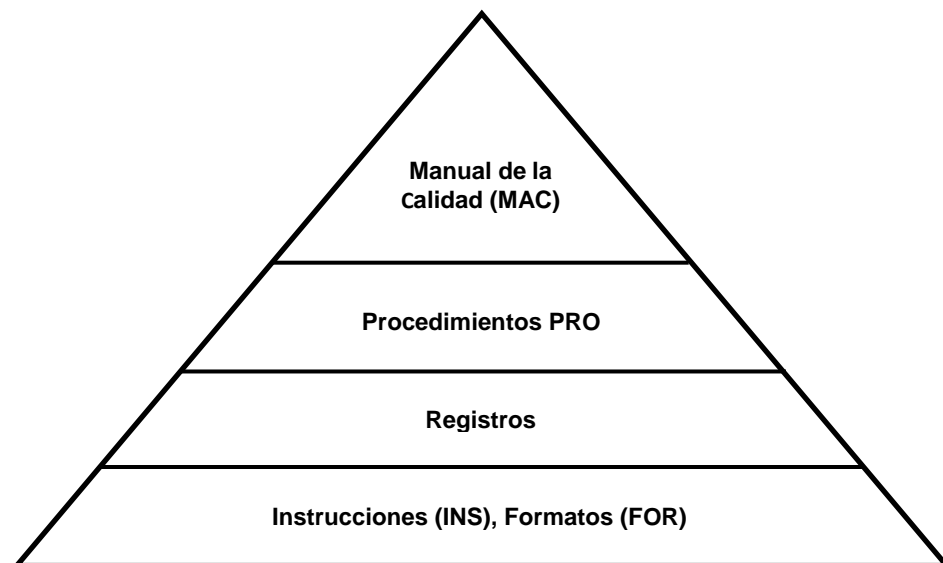 Manual de la
Calidad (MAC)
Procedimientos PRO
Registros
Instrucciones (INS), Formatos (FOR)